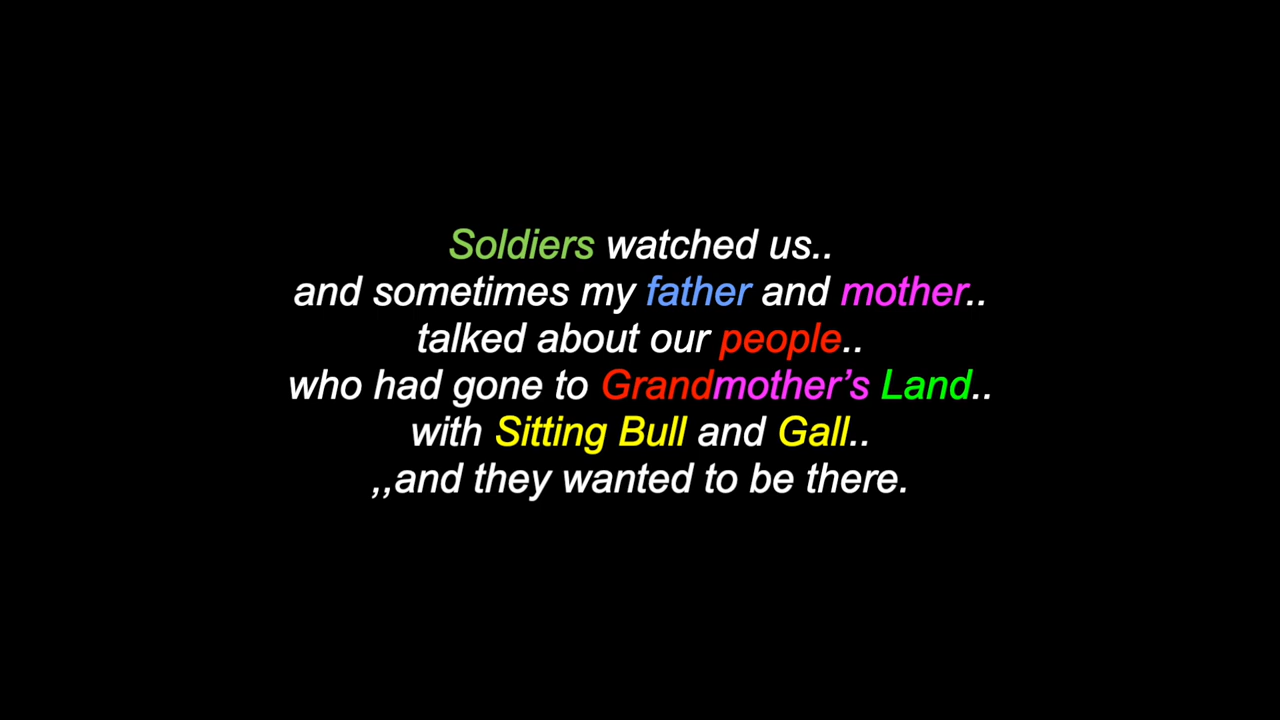 Soldiers watched us..
and sometimes my father and mother..
talked about our people..
who had gone to Grandmother’s Land..
with Sitting Bull and Gall..
,,and they wanted to be there.